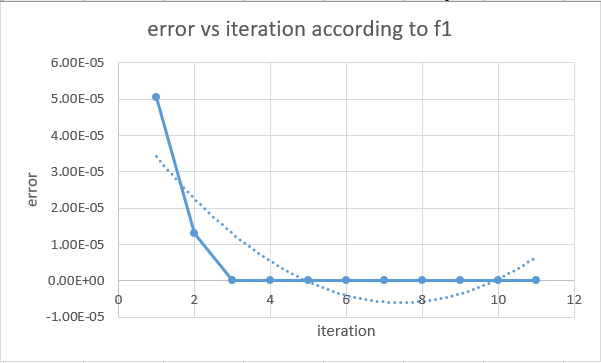 error vs iteration according to f1
6.00E-05
5.00E-05
4.00E-05
3.00E-05
2.00E-05
1.00E-05
0.00E+00
-1.00E-05
error
0 2 4 6 8 10 12
iteration